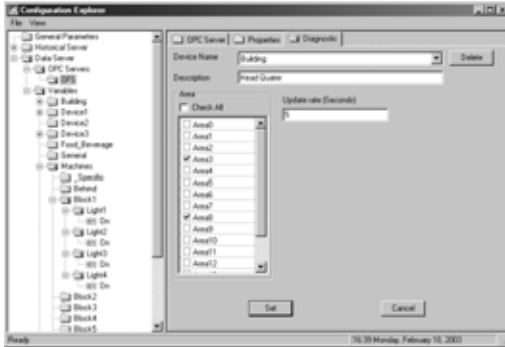 Configuration Explorer
File View
General Parameters
Historical Server
Data Server
OPC Servers
DFS
Variables
Building
Device1
Device2
Device3
Food_Beverage
General
Machines
_Specific
Behind
Block1
Light1
On
Light2
On
Light3
On
Light4
On
Block2
Block3
Block4
Block5
OPC Server Properties Diagnostic
Device Name Building Delete
Description Head Quater
Area
Check All
Area0
Area1
Area2
Area3
Area4
Area5
Area6
Area7
Area8
Area9
Area10
Area11
Area12
Update rate (Seconds)
5
Set Cancel
Ready 16:39 Monday, February 10, 2003